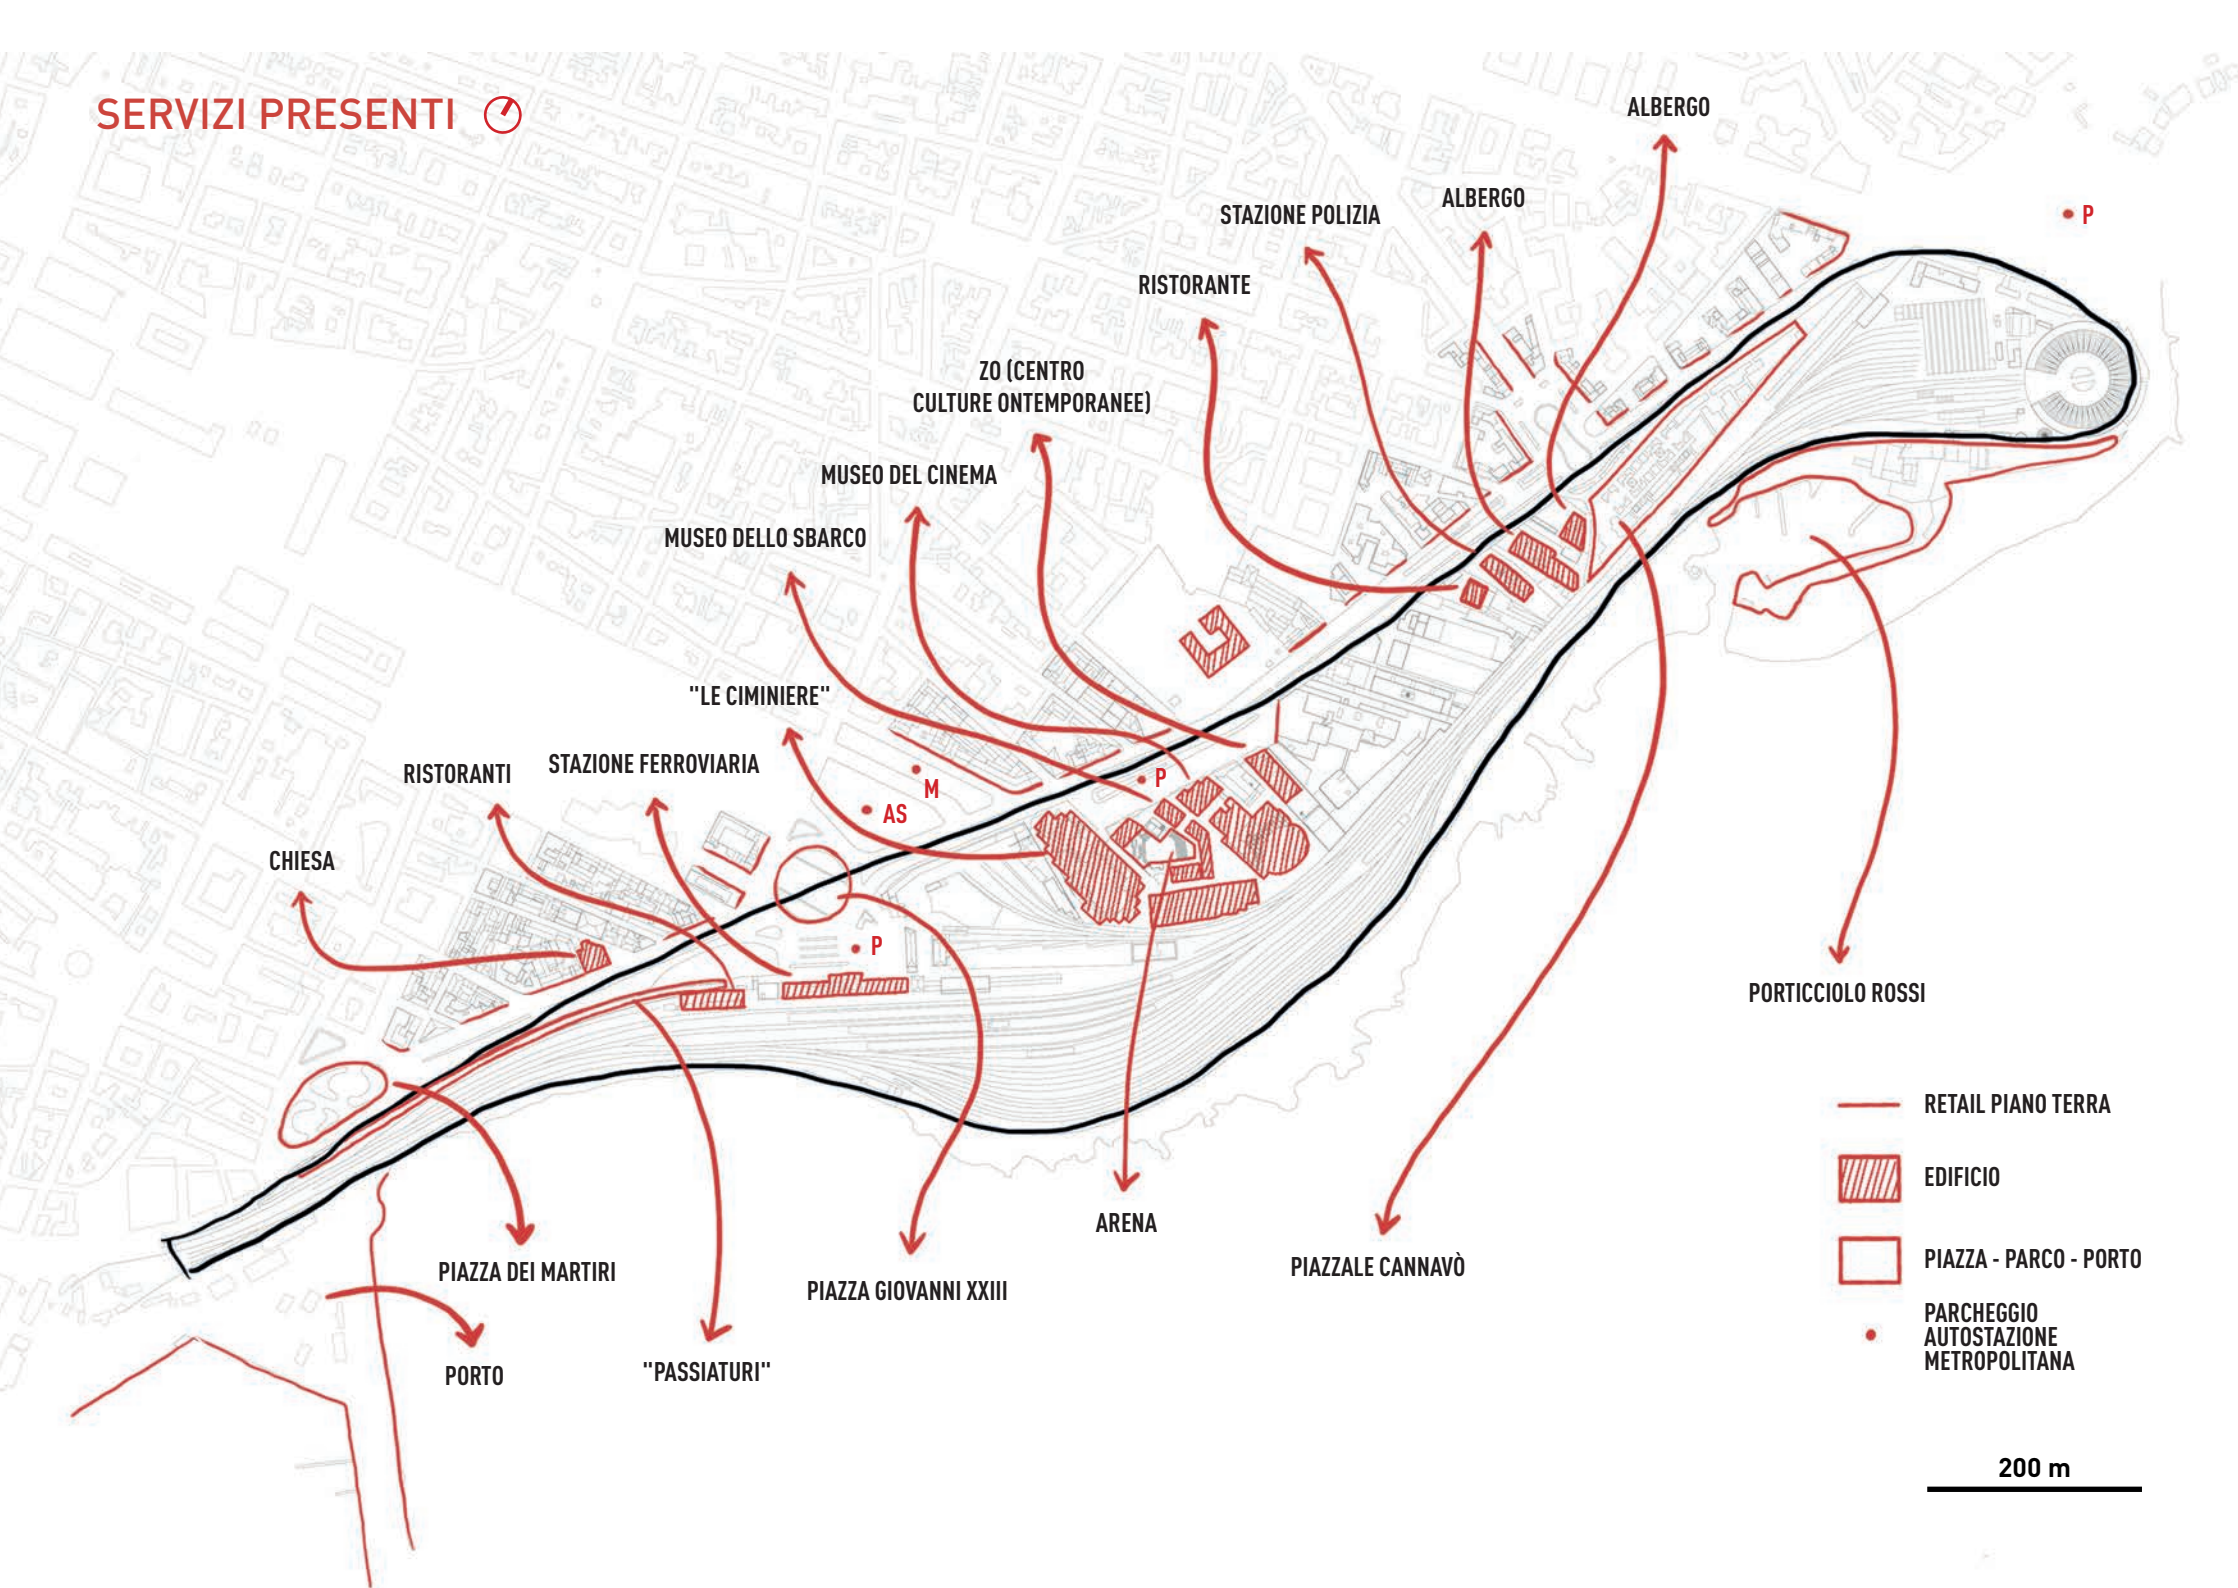 SERVIZI PRESENTI
ALBERGO
ALBERGO
STAZIONE POLIZIA
P
RISTORANTE
ZO (CENTRO
CULTURE ONTEMPORANEE)
MUSEO DEL CINEMA
MUSEO DELLO SBARCO
"LE CIMINIERE"
STAZIONE FERROVIARIA
RISTORANTI
M
P
AS
CHIESA
P
PORTICCIOLO ROSSI
RETAIL PIANO TERRA
EDIFICIO
ARENA
PIAZZA - PARCO - PORTO
PIAZZALE CANNAVÒ
PIAZZA DEI MARTIRI
PIAZZA GIOVANNI XXIII
PARCHEGGIO
AUTOSTAZIONE
METROPOLITANA
PORTO
"PASSIATURI"
200 m